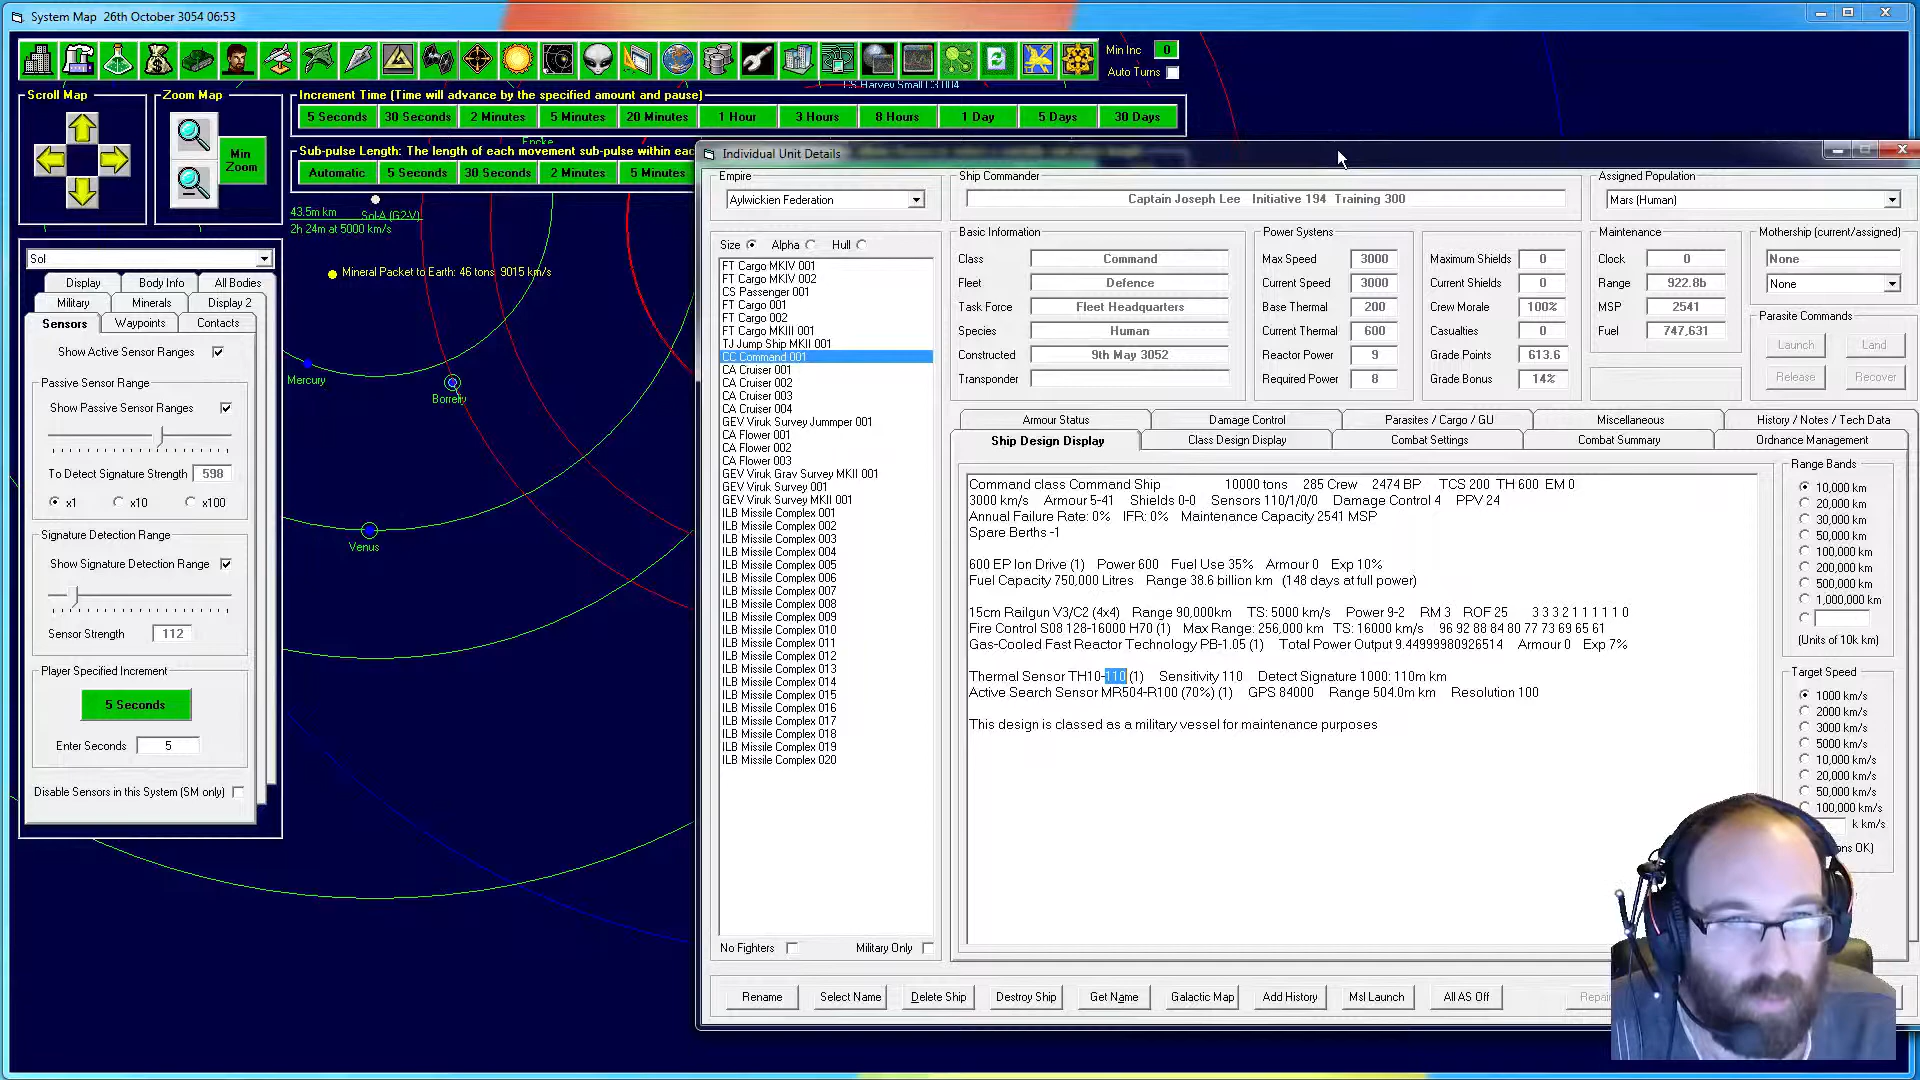 System Map 26th October 3054 06:53
Min Inc 0
Auto Turns
CS Harvey Small L31004
Scroll Map
Zoom Map
Min Zoom
Increment Time (Time will advance by the specified amount and pause)
5 Seconds 30 Seconds 2 Minutes 5 Minutes 20 Minutes 1 Hour 3 Hours 8 Hours 1 Day 5 Days 30 Days
Encke
Sub-pulse Length: The length of each movement sub-pulse within eac
Automatic 5 Seconds 30 Seconds 2 Minutes 5 Minutes
43.5m km
2h 24m at 5000 km/s
Sol-A (G2-V)
Mineral Packet to Earth: 46 tons 9015 km/s
Mercury
Borrelly
Venus
Sol
Display Body Info All Bodies
Military Minerals Display 2
Sensors Waypoints Contacts
Show Active Sensor Ranges
Passive Sensor Range
Show Passive Sensor Ranges
To Detect Signature Strength 598
x1 x10 x100
Signature Detection Range
Show Signature Detection Range
Sensor Strength 112
Player Specified Increment
5 Seconds
Enter Seconds 5
Disable Sensors in this System (SM only)
Individual Unit Details
Empire
Aylwickien Federation
Ship Commander
Captain Joseph Lee Initiative 194 Training 300
Assigned Population
Mars (Human)
Size Alpha Hull
FT Cargo MKIV 001
FT Cargo MKIV 002
CS Passenger 001
FT Cargo 001
FT Cargo 002
FT Cargo MKIII 001
TJ Jump Ship MKII 001
CC Command 001
CA Cruiser 001
CA Cruiser 002
CA Cruiser 003
CA Cruiser 004
GEV Viruk Survey Jummper 001
CA Flower 001
CA Flower 002
CA Flower 003
GEV Viruk Grav Survey MKII 001
GEV Viruk Survey 001
GEV Viruk Survey MKII 001
ILB Missile Complex 001
ILB Missile Complex 002
ILB Missile Complex 003
ILB Missile Complex 004
ILB Missile Complex 005
ILB Missile Complex 006
ILB Missile Complex 007
ILB Missile Complex 008
ILB Missile Complex 009
ILB Missile Complex 010
ILB Missile Complex 011
ILB Missile Complex 012
ILB Missile Complex 013
ILB Missile Complex 014
ILB Missile Complex 015
ILB Missile Complex 016
ILB Missile Complex 017
ILB Missile Complex 018
ILB Missile Complex 019
ILB Missile Complex 020
No Fighters Military Only
Basic Information
Class Command
Fleet Defence
Task Force Fleet Headquarters
Species Human
Constructed 9th May 3052
Transponder
Power Systems
Max Speed 3000
Current Speed 3000
Base Thermal 200
Current Thermal 600
Reactor Power 9
Required Power 8
Maximum Shields 0
Current Shields 0
Crew Morale 100%
Casualties 0
Grade Points 613.6
Grade Bonus 14%
Maintenance
Clock 0
Range 922.8b
MSP 2541
Fuel 747,631
Mothership (current/assigned)
None
None
Parasite Commands
Launch Land
Release Recover
Armour Status Damage Control Parasites / Cargo / GU Miscellaneous History / Notes / Tech Data
Ship Design Display Class Design Display Combat Settings Combat Summary Ordnance Management
Command class Command Ship 10000 tons 285 Crew 2474 BP TCS 200 TH 600 EM 0
3000 km/s Armour 5-41 Shields 0-0 Sensors 110/1/0/0 Damage Control 4 PPV 24
Annual Failure Rate: 0% IFR: 0% Maintenance Capacity 2541 MSP
Spare Berths -1
600 EP Ion Drive (1) Power 600 Fuel Use 35% Armour 0 Exp 10%
Fuel Capacity 750,000 Litres Range 38.6 billion km (148 days at full power)
15cm Railgun V3/C2 (4x4) Range 90,000km TS: 5000 km/s Power 9-2 RM 3 ROF 25 3 3 3 2 1 1 1 1 1 0
Fire Control S08 128-16000 H70 (1) Max Range: 256,000 km TS: 16000 km/s 96 92 88 84 80 77 73 69 65 61
Gas-Cooled Fast Reactor Technology PB-1.05 (1) Total Power Output 9.44999980926514 Armour 0 Exp 7%
Thermal Sensor TH10-110 (1) Sensitivity 110 Detect Signature 1000: 110m km
Active Search Sensor MR504-R100 (70%) (1) GPS 84000 Range 504.0m km Resolution 100
This design is classed as a military vessel for maintenance purposes
Range Bands
10,000 km
20,000 km
30,000 km
50,000 km
100,000 km
200,000 km
500,000 km
1,000,000 km
(Units of 10k km)
Target Speed
1000 km/s
2000 km/s
3000 km/s
5000 km/s
10,000 km/s
20,000 km/s
50,000 km/s
100,000 km/s
k km/s
ns OK)
Rename Select Name Delete Ship Destroy Ship Get Name Galactic Map Add History Msl Launch All AS Off Repai